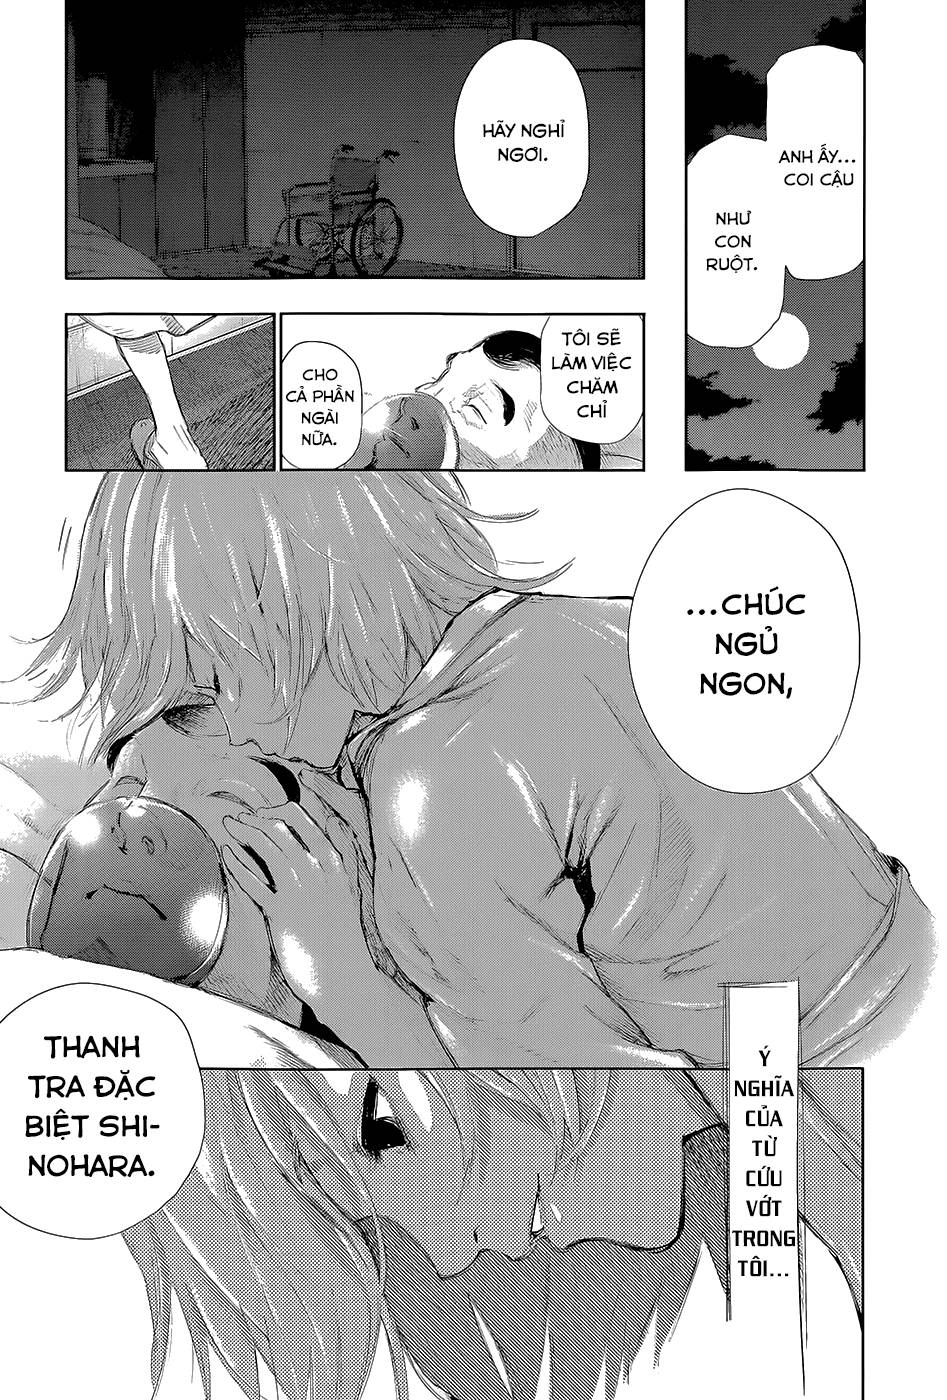 ANH ẤY...
COI CẬU
NHƯ
CON
RUỘT.
HÃY NGHỈ
NGƠI.
TÔI SẼ
LÀM VIỆC
CHĂM
CHỈ
CHO
CẢ PHẦN
NGÀI
NỮA.
...CHÚC
NGỦ
NGON,
THANH
TRA ĐẶC
BIỆT SHI-
NOHARA.
Ý
NGHĨA
CỦA
TỪ
CỨU
VỚT
TRONG
TÔI...